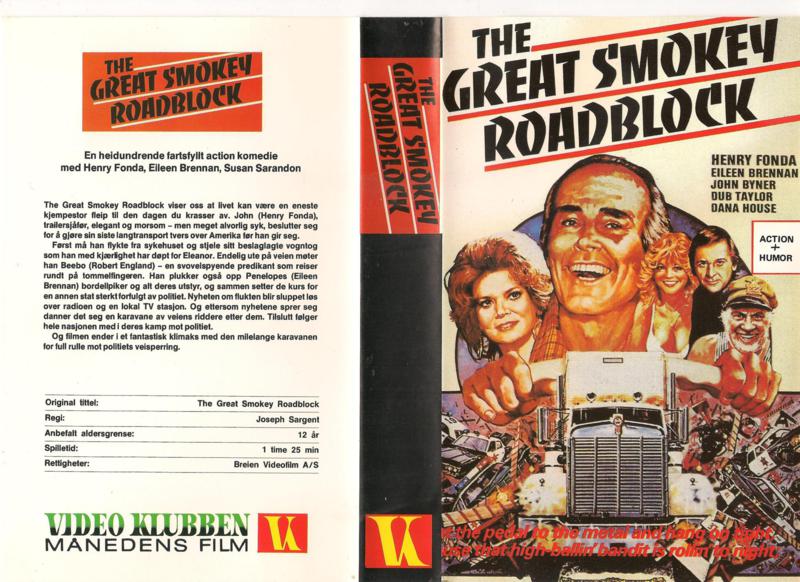 THE
GREAT SMOKEY
ROADBLOCK
En heidundrende fartsfyllt action komedie
med Henry Fonda, Eileen Brennan, Susan Sarandon
The Great Smokey Roadblock viser oss at livet kan være en eneste
kjempestor fleip til den dagen du krasser av. John (Henry Fonda),
trailersjåfør, elegant og morsom – men meget alvorlig syk, beslutter seg
for å gjøre sin siste langtransport tvers over Amerika før han gir seg.
Først må han flykte fra sykehuset og stjele sitt beslaglagte vogntog
som han med kjærlighet har døpt for Eleanor. Endelig ute på veien møter
han Beebo (Robert England) – en svovelspyende predikant som reiser
rundt på tommelfingeren. Han plukker også opp Penelopes (Eileen
Brennan) bordellpiker og alt deres utstyr, og sammen setter de kurs for
en annen stat sterkt forfulgt av politiet. Nyheten om flukten blir sluppet løs
over radioen og en lokal TV stasjon. Og ettersom nyhetene sprer seg
danner det seg en karavane av veiens riddere etter dem. Tilslutt følger
hele nasjonen med i deres kamp mot politiet.
Og filmen ender i et fantastisk klimaks med den milelange karavanen
for full rulle mot politiets veisperring.
Original tittel: The Great Smokey Roadblock
Regi: Joseph Sargent
Anbefalt aldersgrense: 12 år
Spilletid: 1 time 25 min
Rettigheter: Breien Videofilm A/S
VIDEO KLUBBEN
MÅNEDENS FILM
VK
THE
GREAT SMOKEY
ROADBLOCK
VK
THE
GREAT SMOKEY
ROADBLOCK
HENRY FONDA
EILEEN BRENNAN
JOHN BYNER
DUB TAYLOR
DANA HOUSE
ACTION
+
HUMOR
the pedal to the metal and hang on tight
that high-ballin' bandit is rollin' to night